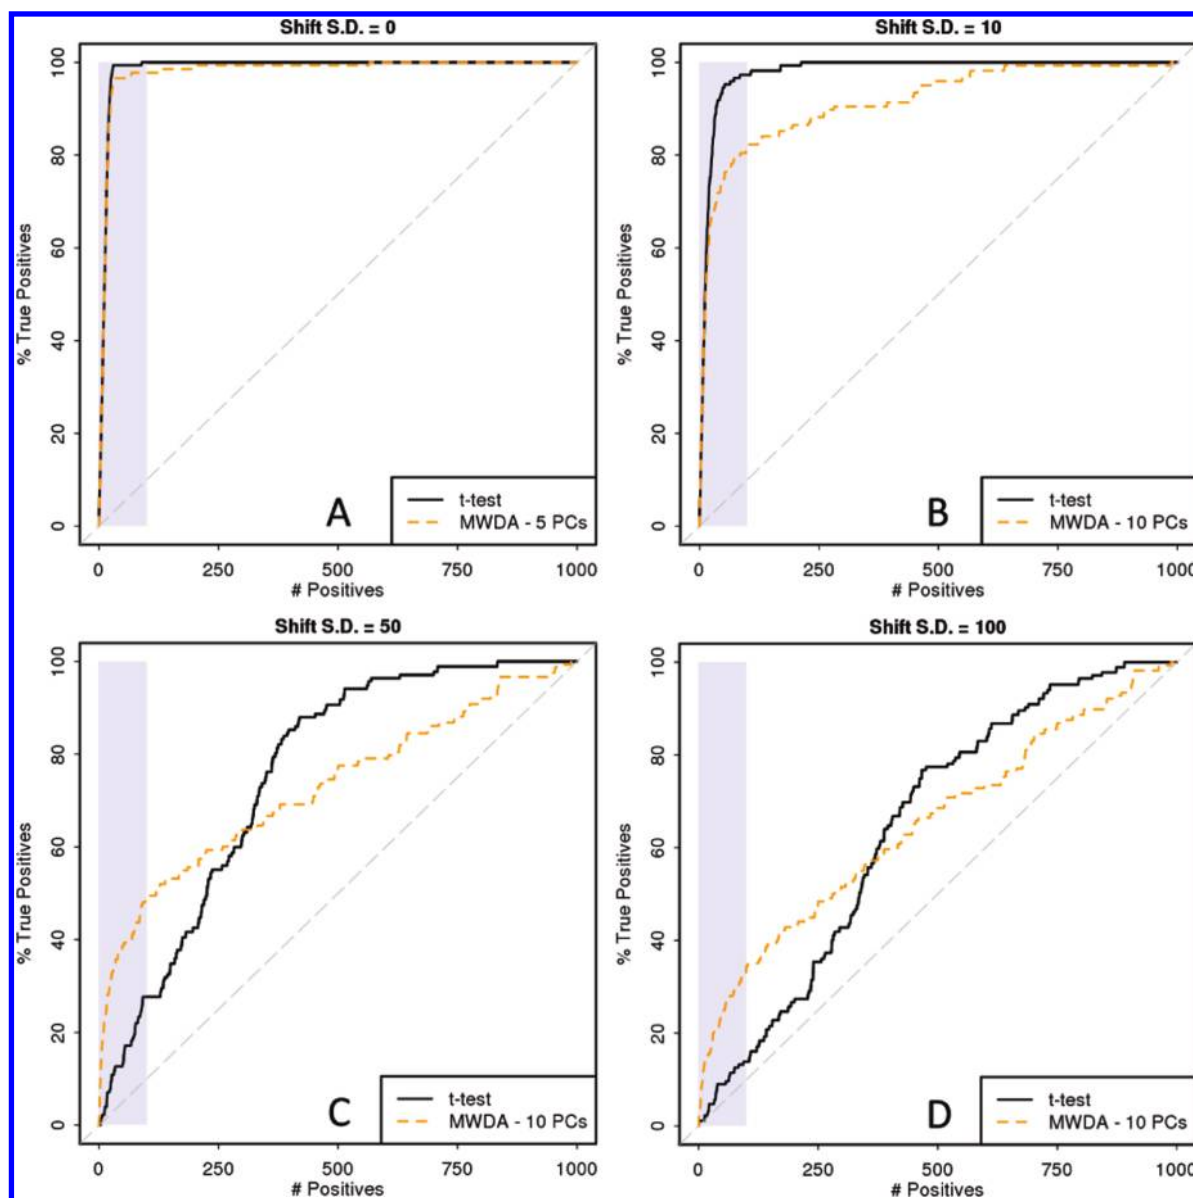 Shift S.D. = 0
% True Positives
100
80
60
40
20
0
A
t-test
MWDA - 5 PCs
0 250 500 750 1000
# Positives
Shift S.D. = 10
% True Positives
100
80
60
40
20
0
B
t-test
MWDA - 10 PCs
0 250 500 750 1000
# Positives
Shift S.D. = 50
% True Positives
100
80
60
40
20
0
C
t-test
MWDA - 10 PCs
0 250 500 750 1000
# Positives
Shift S.D. = 100
% True Positives
100
80
60
40
20
0
D
t-test
MWDA - 10 PCs
0 250 500 750 1000
# Positives